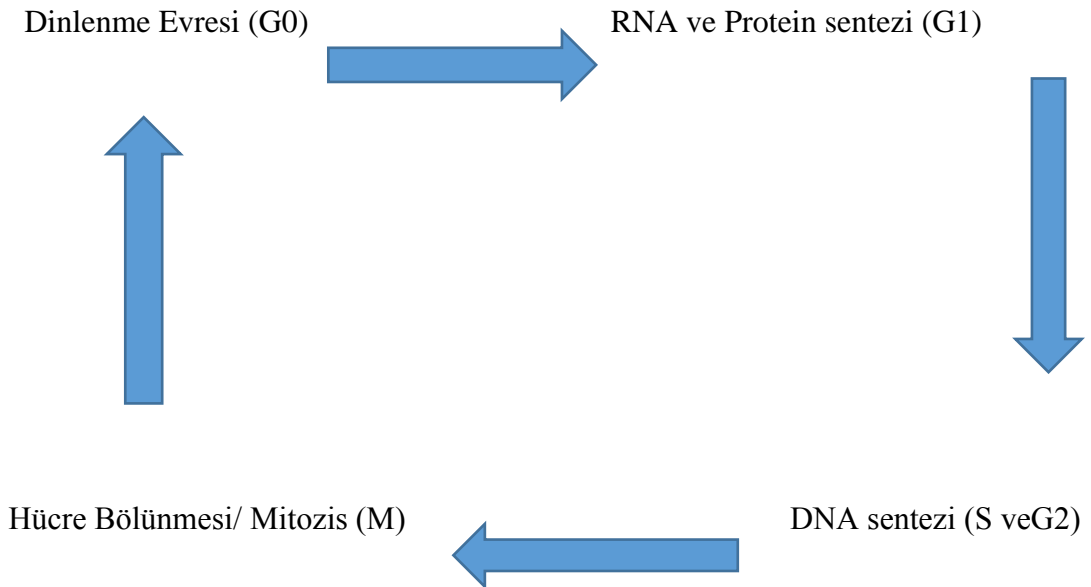 Dinlenme Evresi (G0)
RNA ve Protein sentezi (G1)
Hücre Bölünmesi/ Mitozis (M)
DNA sentezi (S veG2)